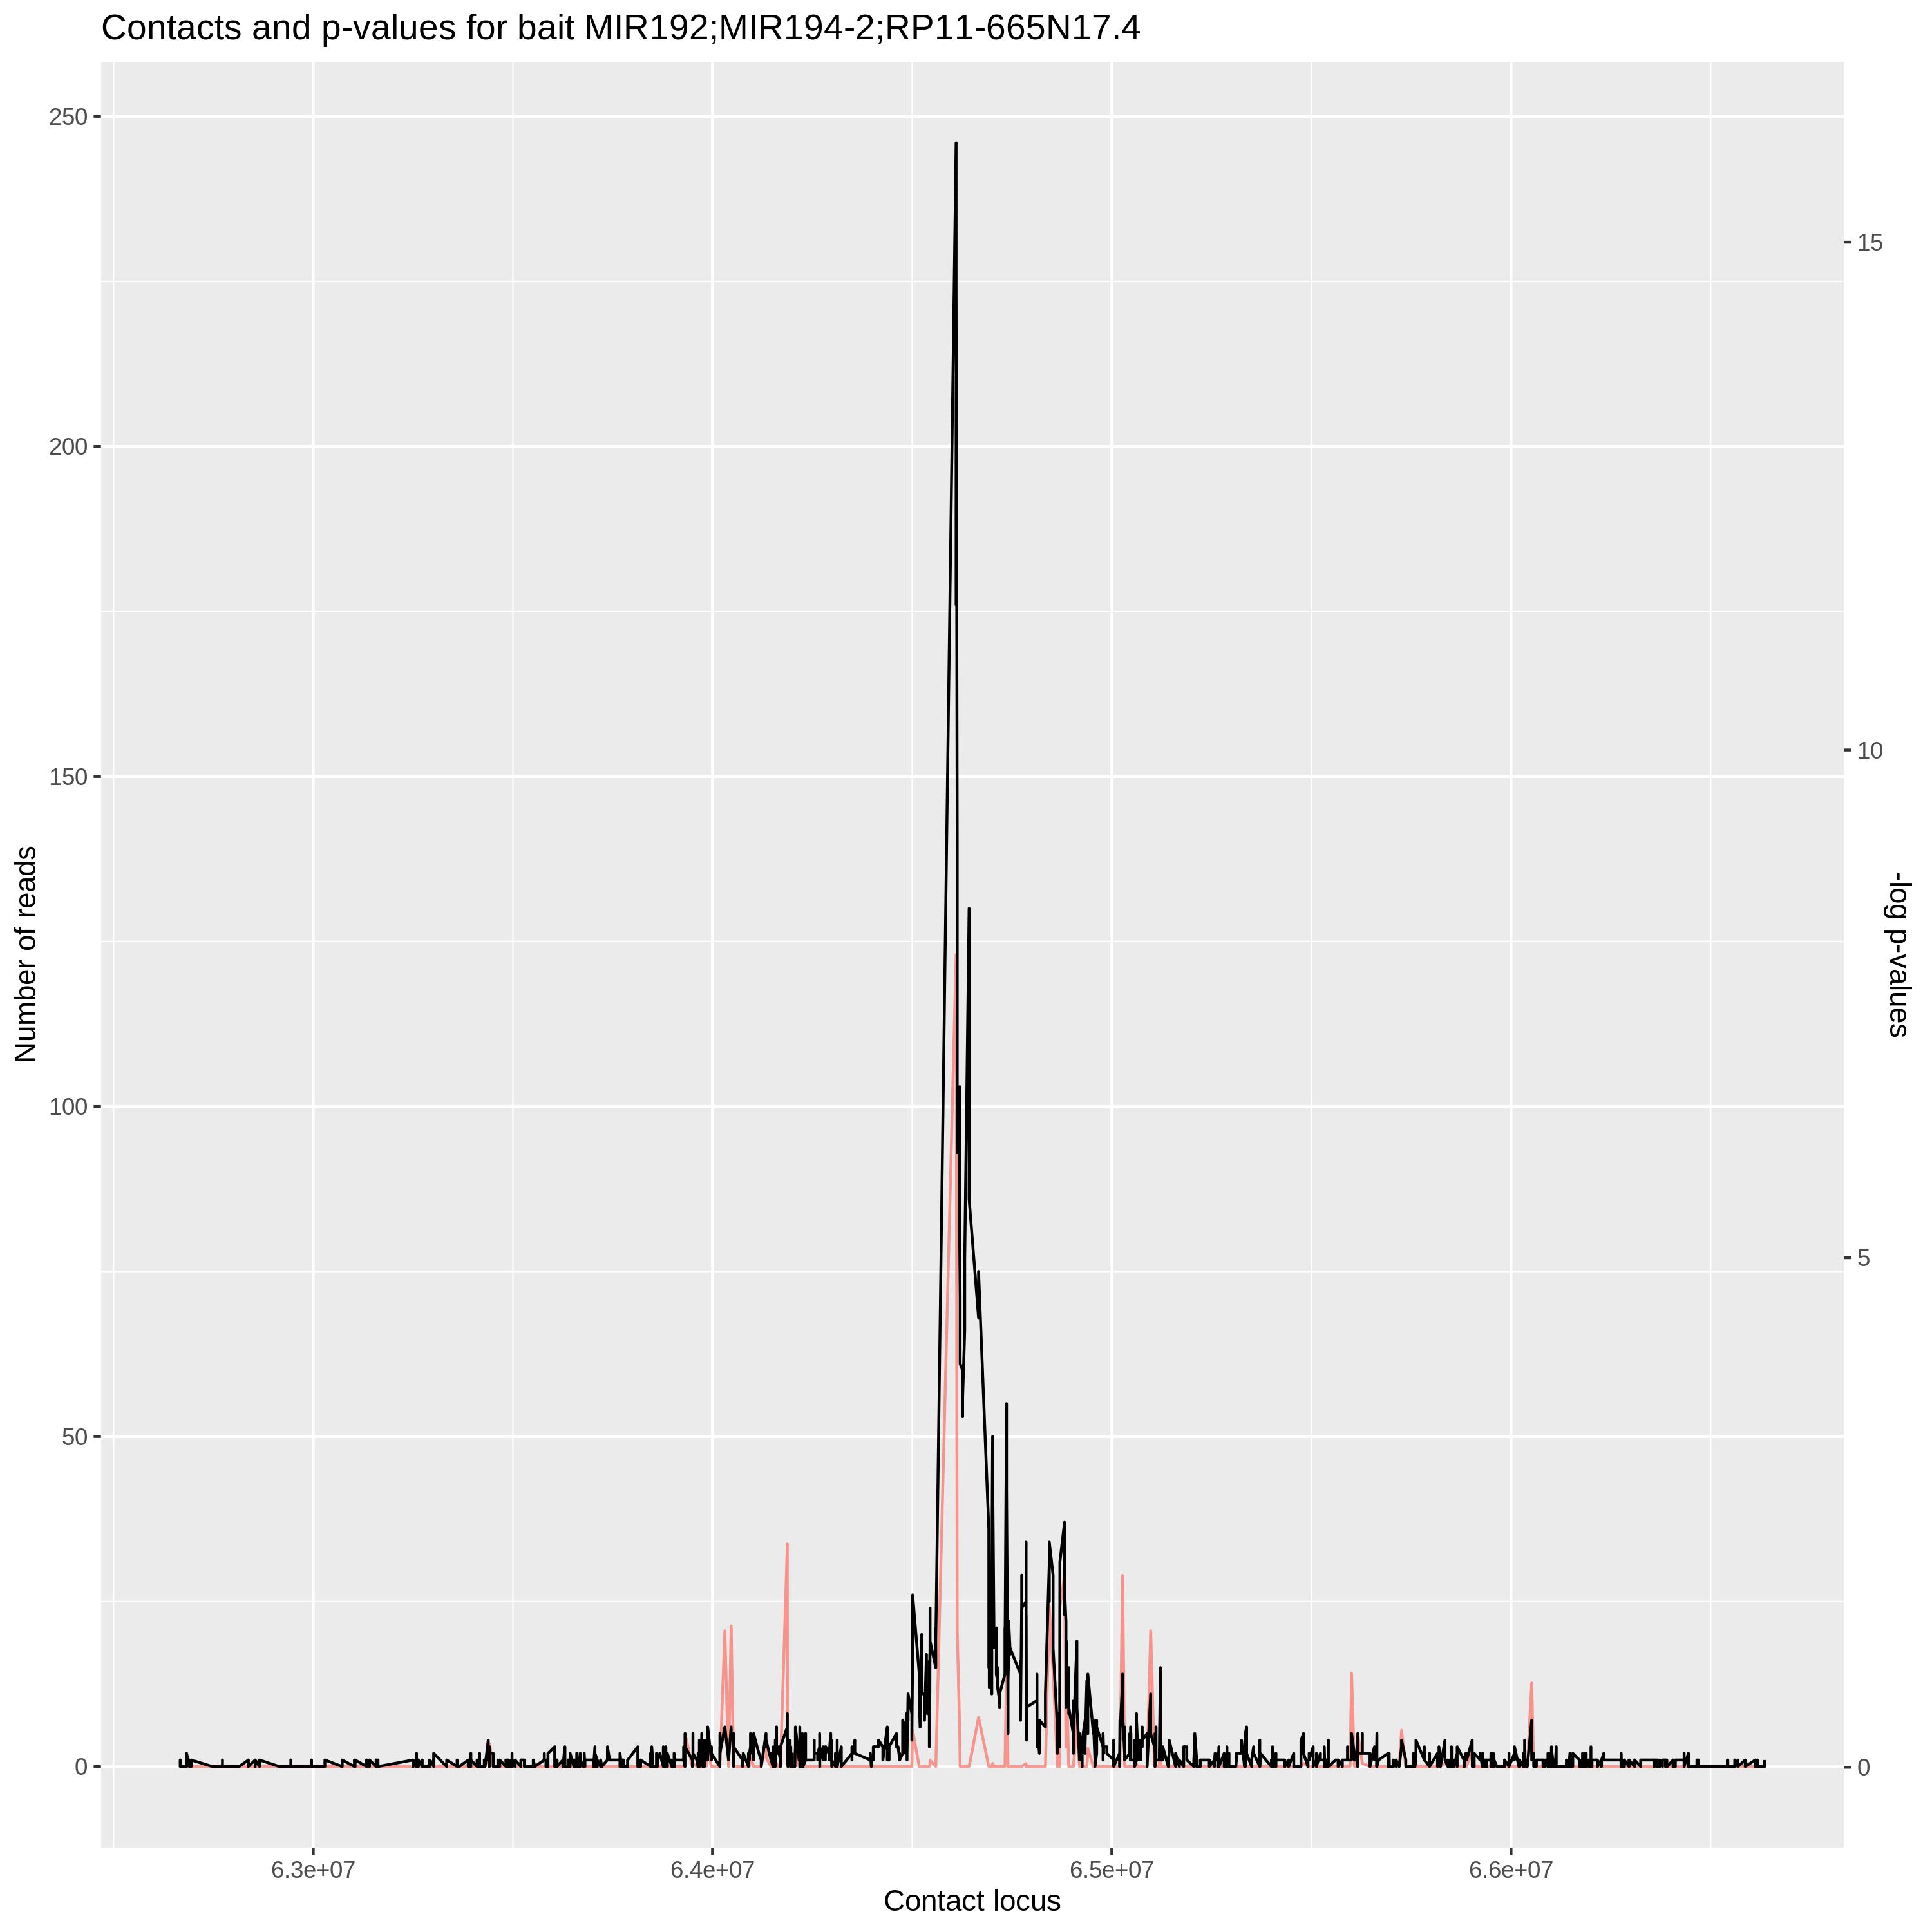 Contacts and p-values for bait MIR192;MIR194-2;RP11-665N17.4
250
200
150
100
50
0
Number of reads
15
10
5
0
-log p-values
6.3e+07
6.4e+07
6.5e+07
6.6e+07
Contact locus